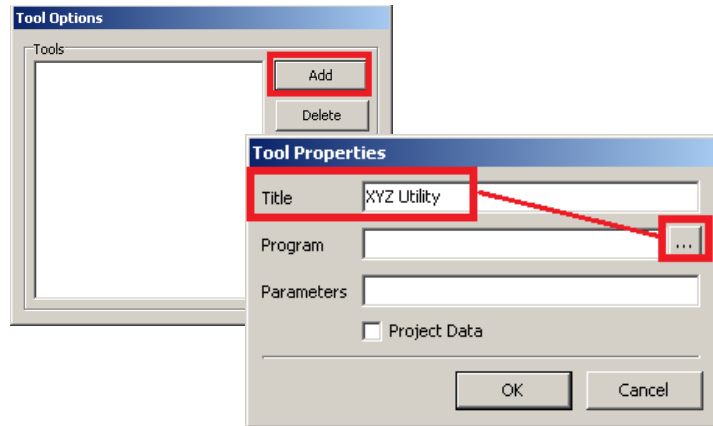 Tool Options
Tools
Add
Delete
Tool Properties
Title XYZ Utility
Program ...
Parameters
Project Data
OK Cancel